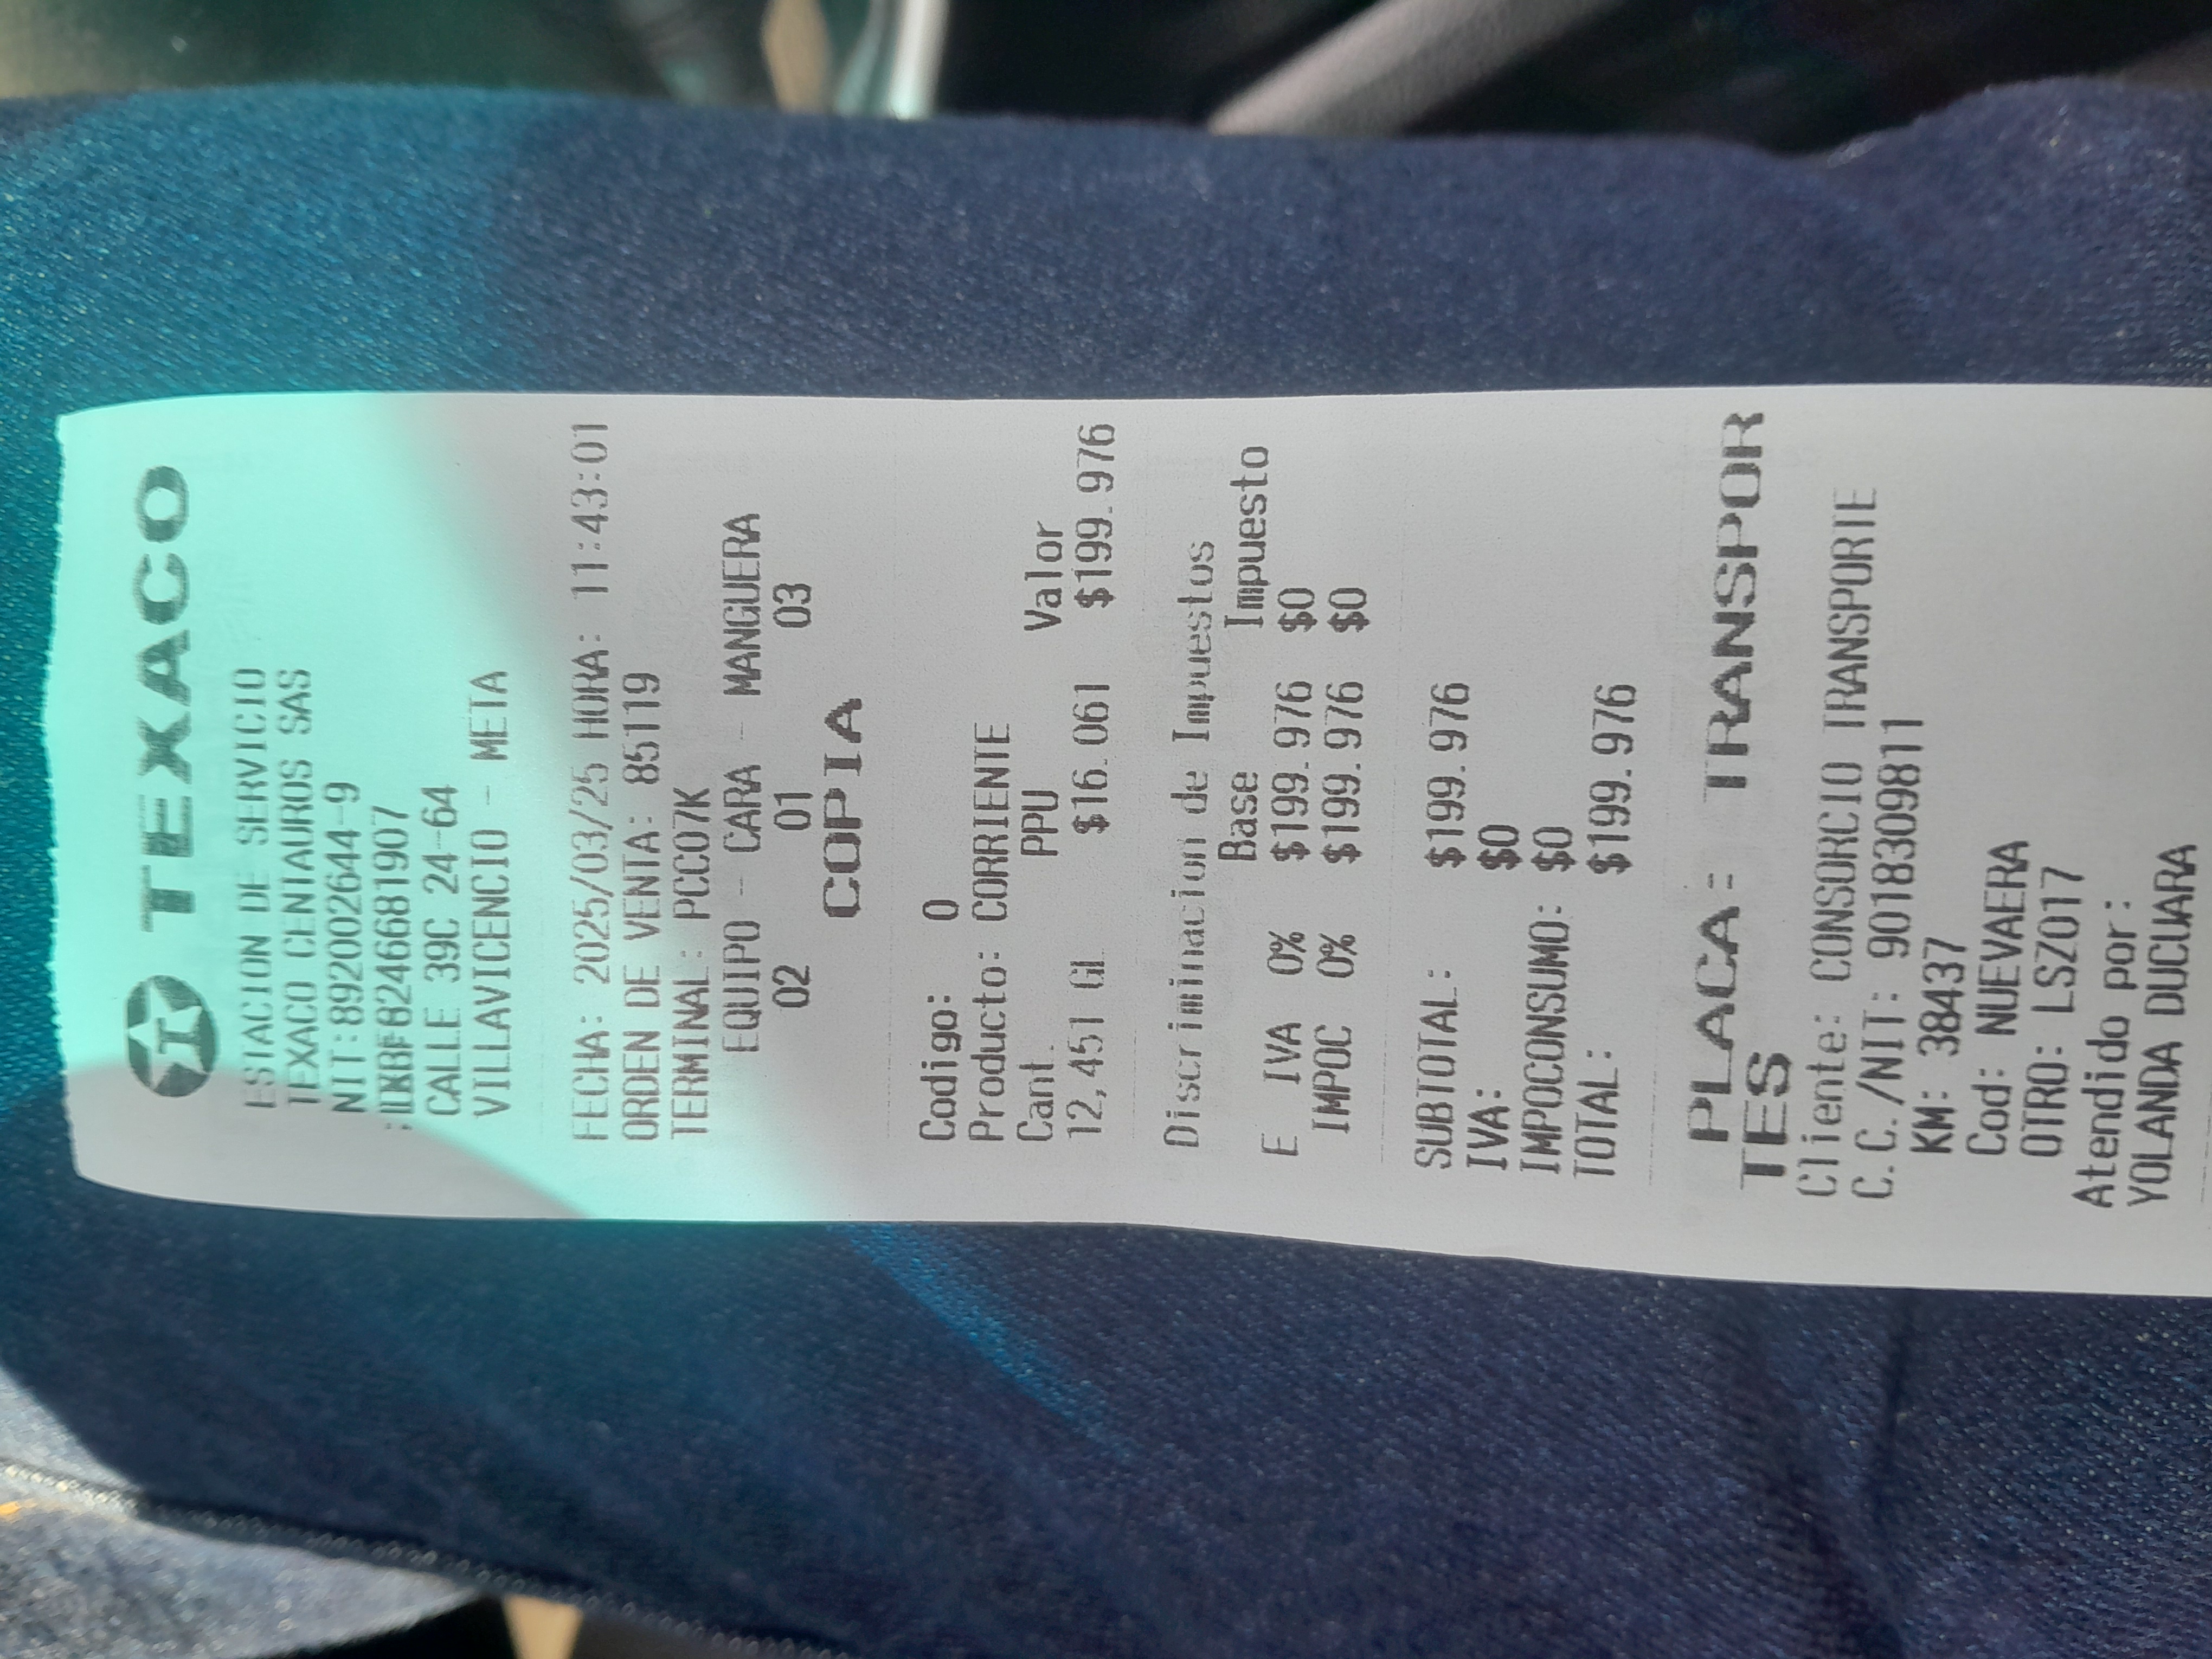 TEXACO
ESTACION DE SERVICIO
TEXACO CENTAUROS SAS
NIT:892002644-9
CALLE 39C 24-64
VILLAVICENCIO - META
FECHA: 2025/03/25 HORA: 11:43:01
ORDEN DE VENTA: 85119
TERMINAL: PCC07K
EQUIPO - CARA - MANGUERA
02 01 03
COPIA
Codigo: 0
Producto: CORRIENTE
Cant. PPU Valor
12,451 GL $16.061 $199.976
Discriminacion de Impuestos
Base Impuesto
E IVA 0% $199.976 $0
IMPOC 0% $199.976 $0
SUBTOTAL: $199.976
IVA: $0
IMPOCONSUMO: $0
TOTAL: $199.976
PLACA: TRANSPOR
TES
Cliente: CONSORCIO TRANSPORTE
C.C./NIT: 9018309811
KM: 38437
Cod: NUEVAERA
OTRO: LSZ017
Atendido por:
YOLANDA DUCUARA